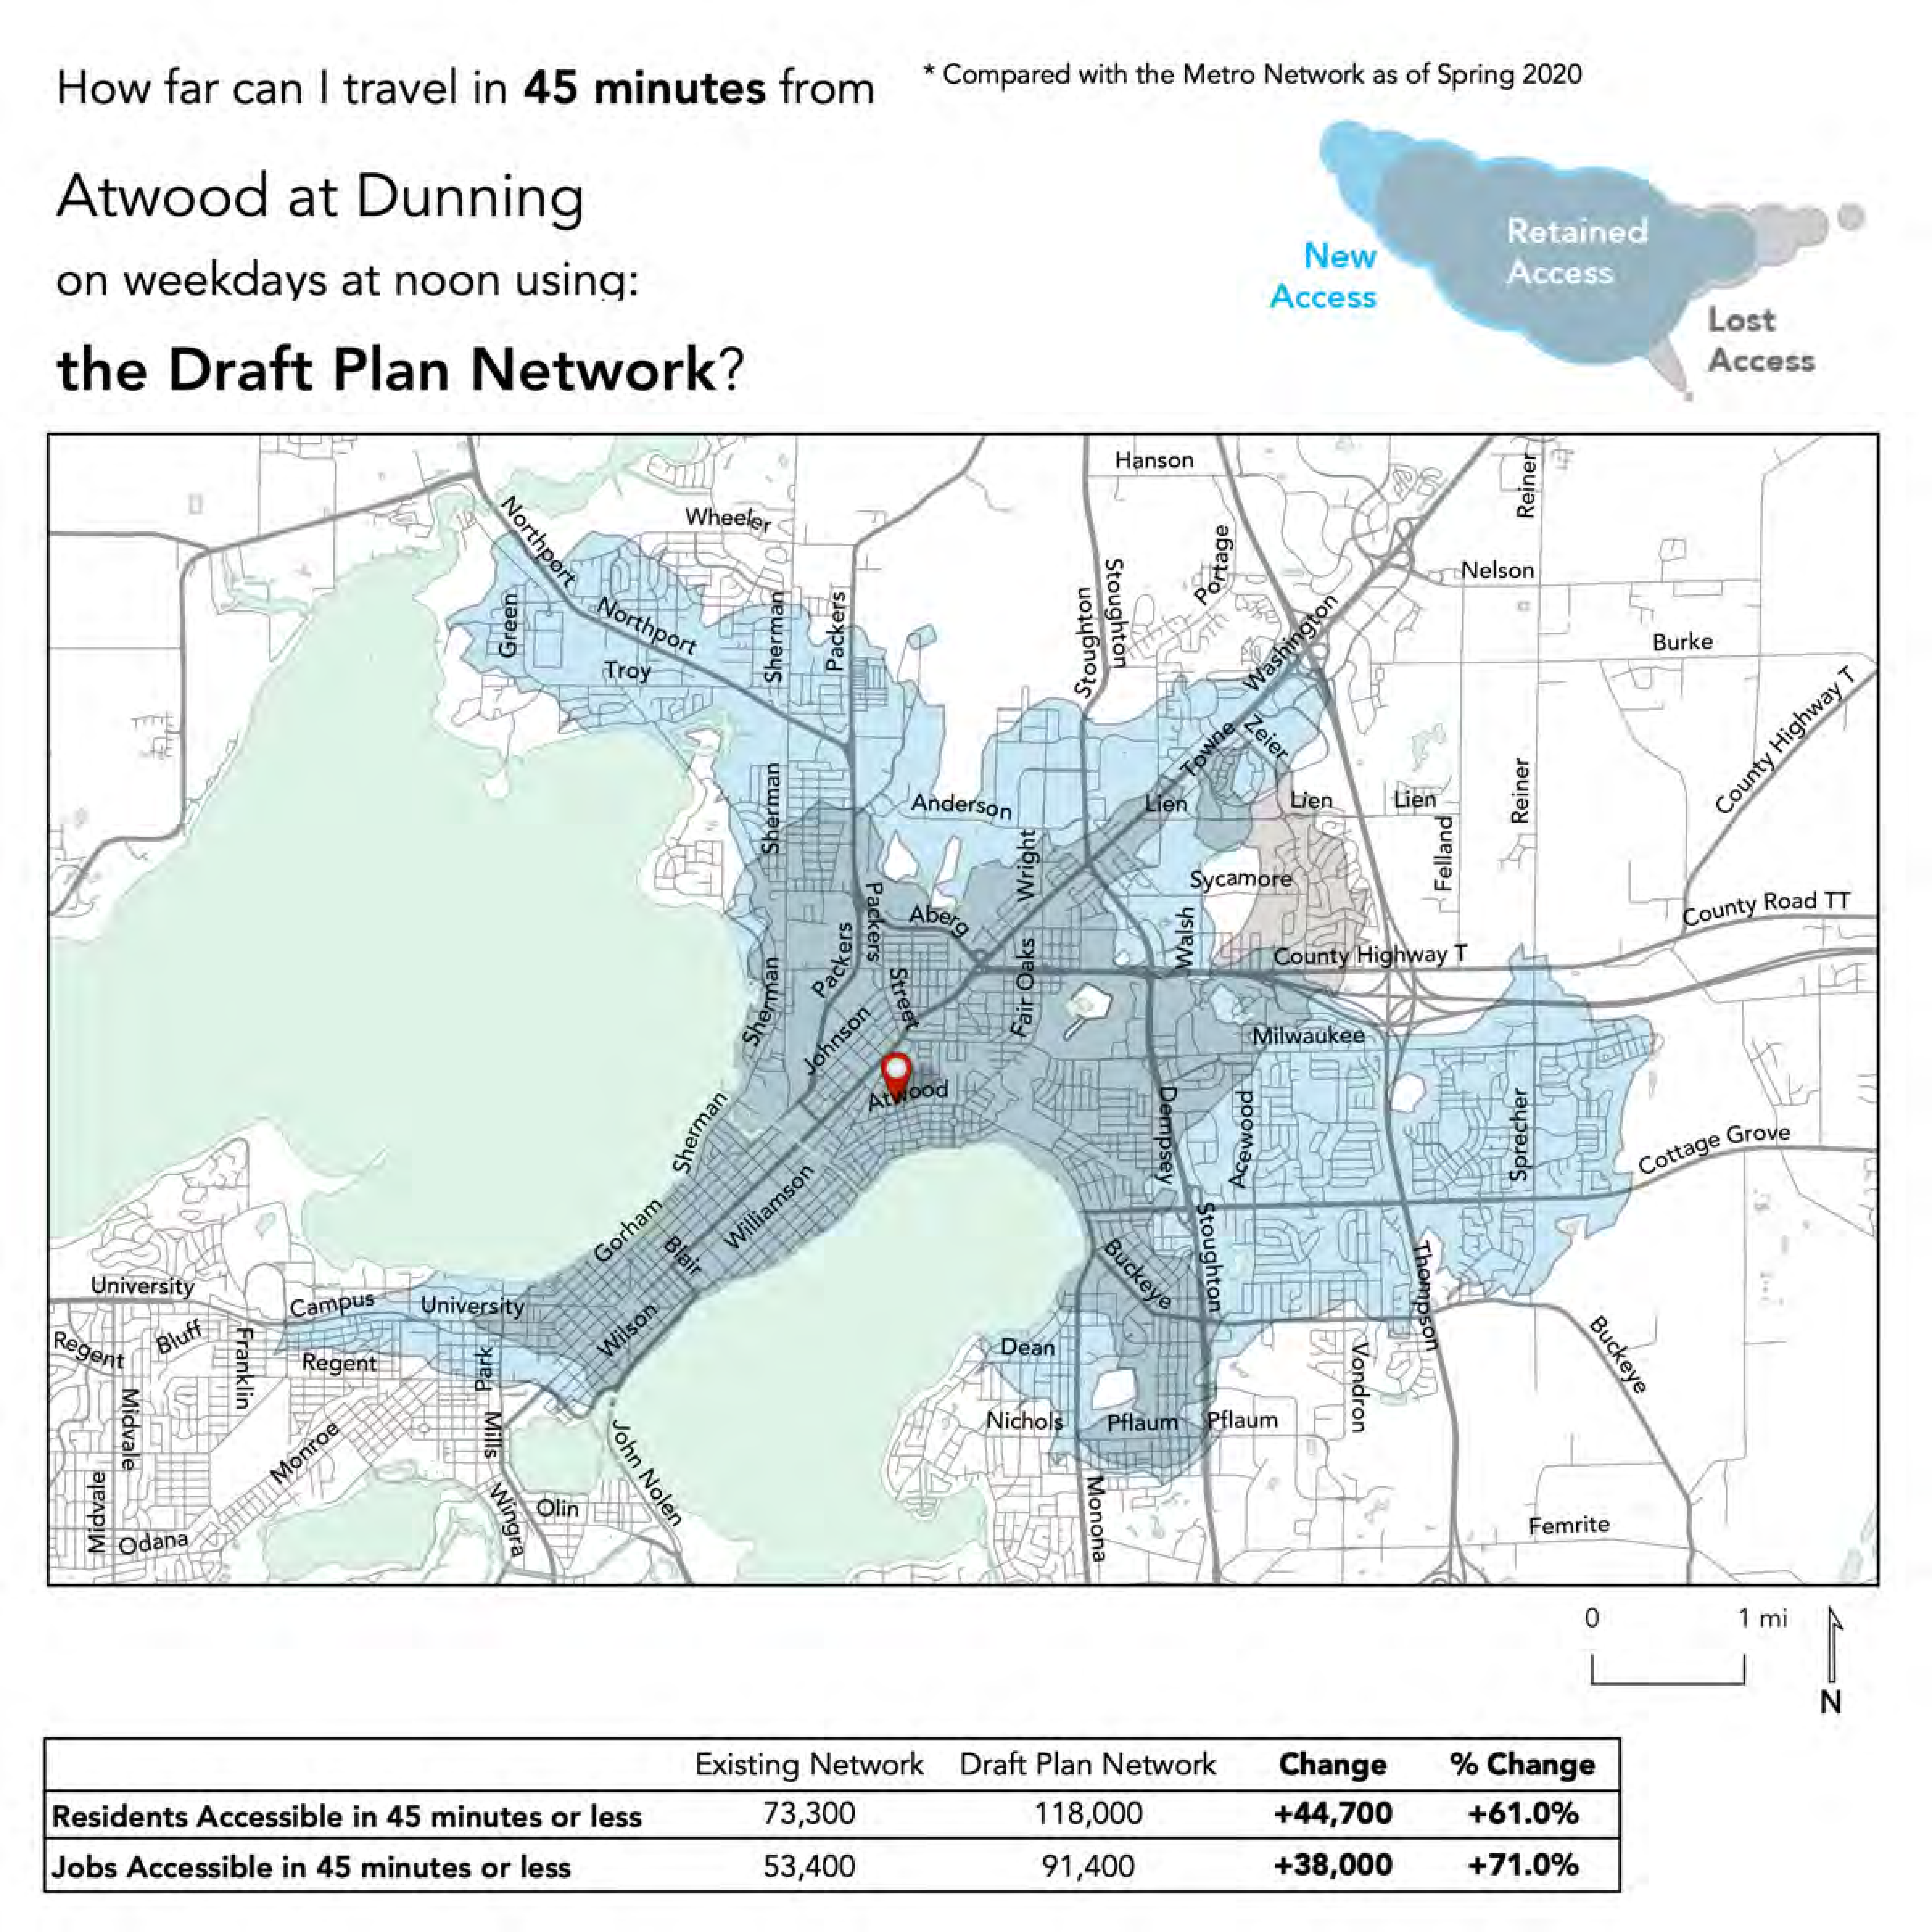 How far can I travel in 45 minutes from
* Compared with the Metro Network as of Spring 2020
Atwood at Dunning
on weekdays at noon using:
the Draft Plan Network?
New
Access
Retained
Access
Lost
Access
Hanson
Reiner
Northport
Wheeler
Portage
Stoughton
Stoughton
Nelson
Washington
Green
Northport
Sherman
Packers
Troy
Burke
County Highway T
Towne
Zeier
Sherman
Anderson
Lien
Lien
Lien
Reiner
Wright
Felland
Sycamore
Packers
Aberg
Walsh
County Road TT
County Highway T
Sherman
Packers
Street
Fair Oaks
Johnson
Milwaukee
Atwood
Sherman
Dempsey
Acewood
Sprecher
Cottage Grove
Gorham
Williamson
Blair
Stoughton
Buckeye
Thompson
University
Campus
University
Wilson
Regent
Bluff
Franklin
Regent
Park
Dean
Vondron
Buckeye
Midvale
Mills
Nichols
Pflaum
Pflaum
Monroe
John Nolen
Midvale
Wingra
Olin
Monona
Odana
Femrite
0 1 mi
N
Existing Network Draft Plan Network Change % Change
Residents Accessible in 45 minutes or less 73,300 118,000 +44,700 +61.0%
Jobs Accessible in 45 minutes or less 53,400 91,400 +38,000 +71.0%